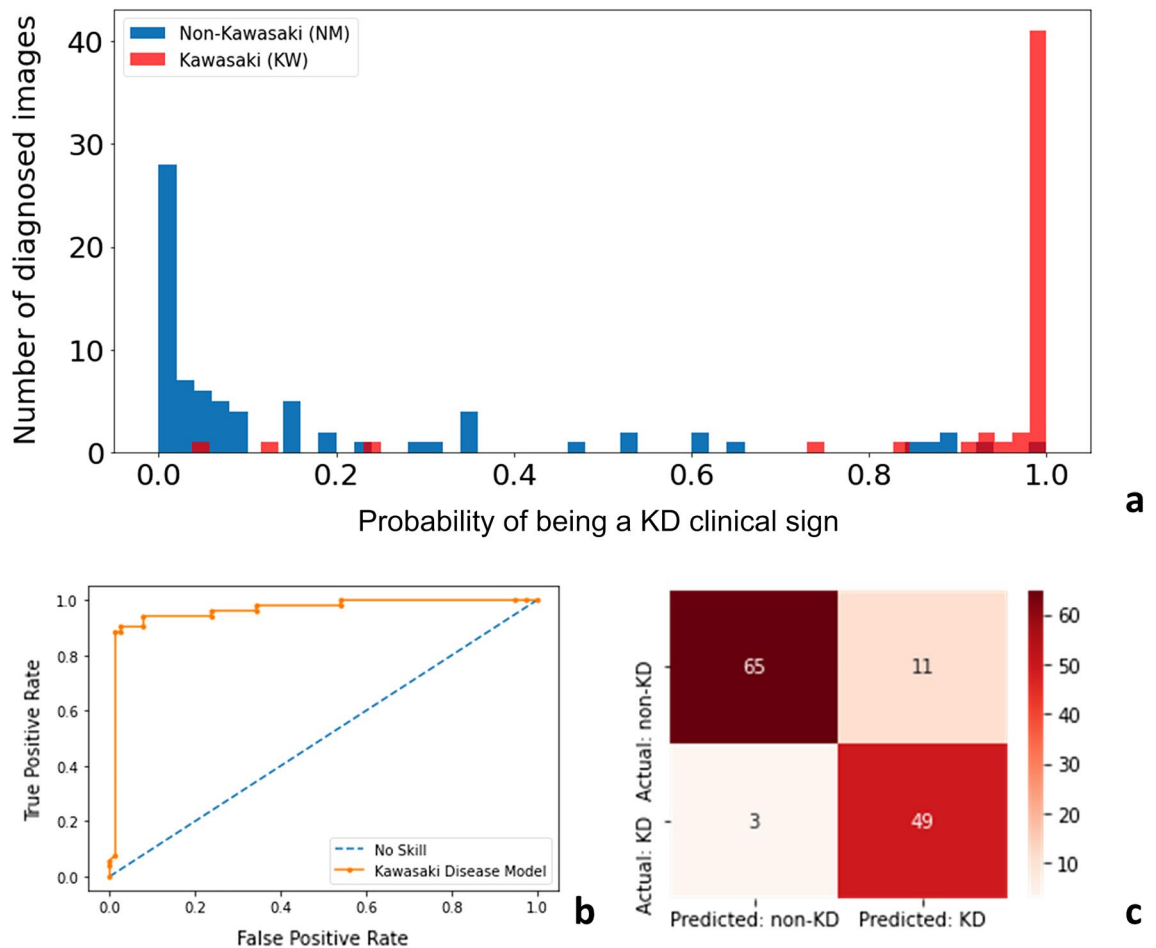 Number of diagnosed images
40
30
20
10
0
Non-Kawasaki (NM)
Kawasaki (KW)
0.0 0.2 0.4 0.6 0.8 1.0
Probability of being a KD clinical sign
a
True Positive Rate
1.0
0.8
0.6
0.4
0.2
0.0
No Skill
Kawasaki Disease Model
0.0 0.2 0.4 0.6 0.8 1.0
False Positive Rate
b
Actual: non-KD
Actual: KD
65 11
3 49
Predicted: non-KD Predicted: KD
60
50
40
30
20
10
c